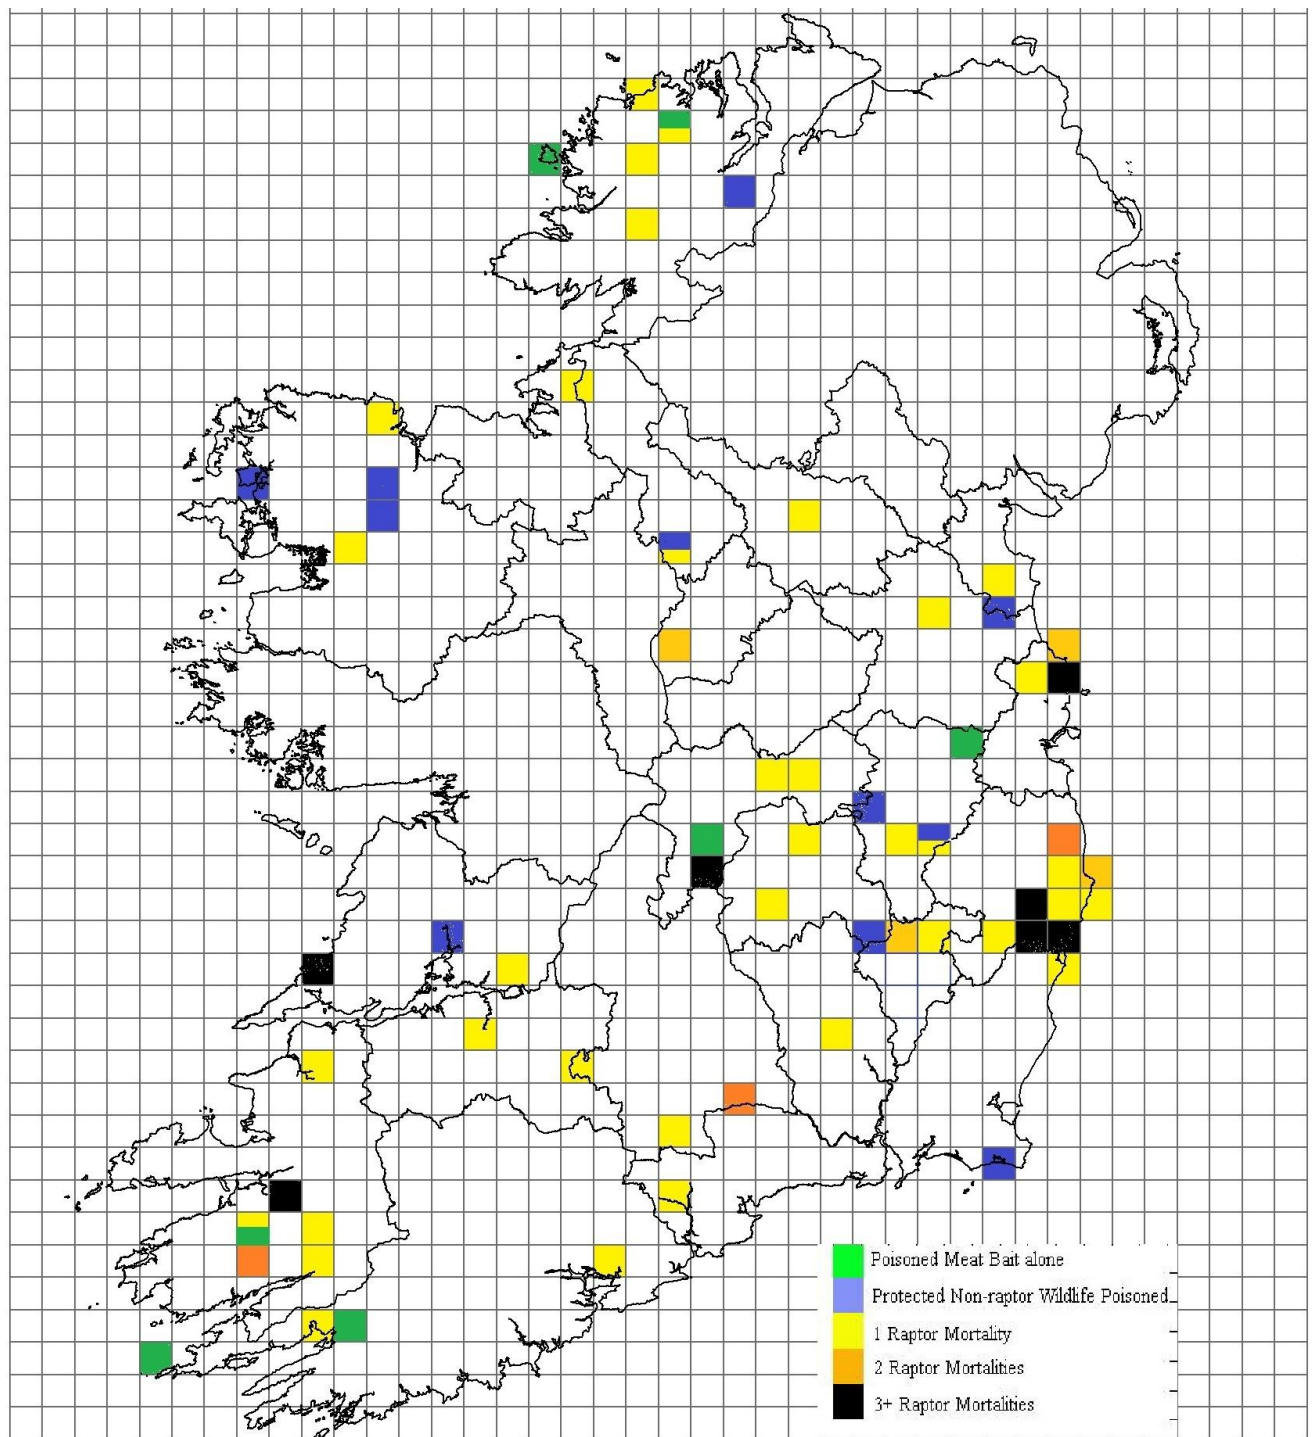 Poisoned Meat Bait alone
Protected Non-raptor Wildlife Poisoned
1 Raptor Mortality
2 Raptor Mortalities
3+ Raptor Mortalities